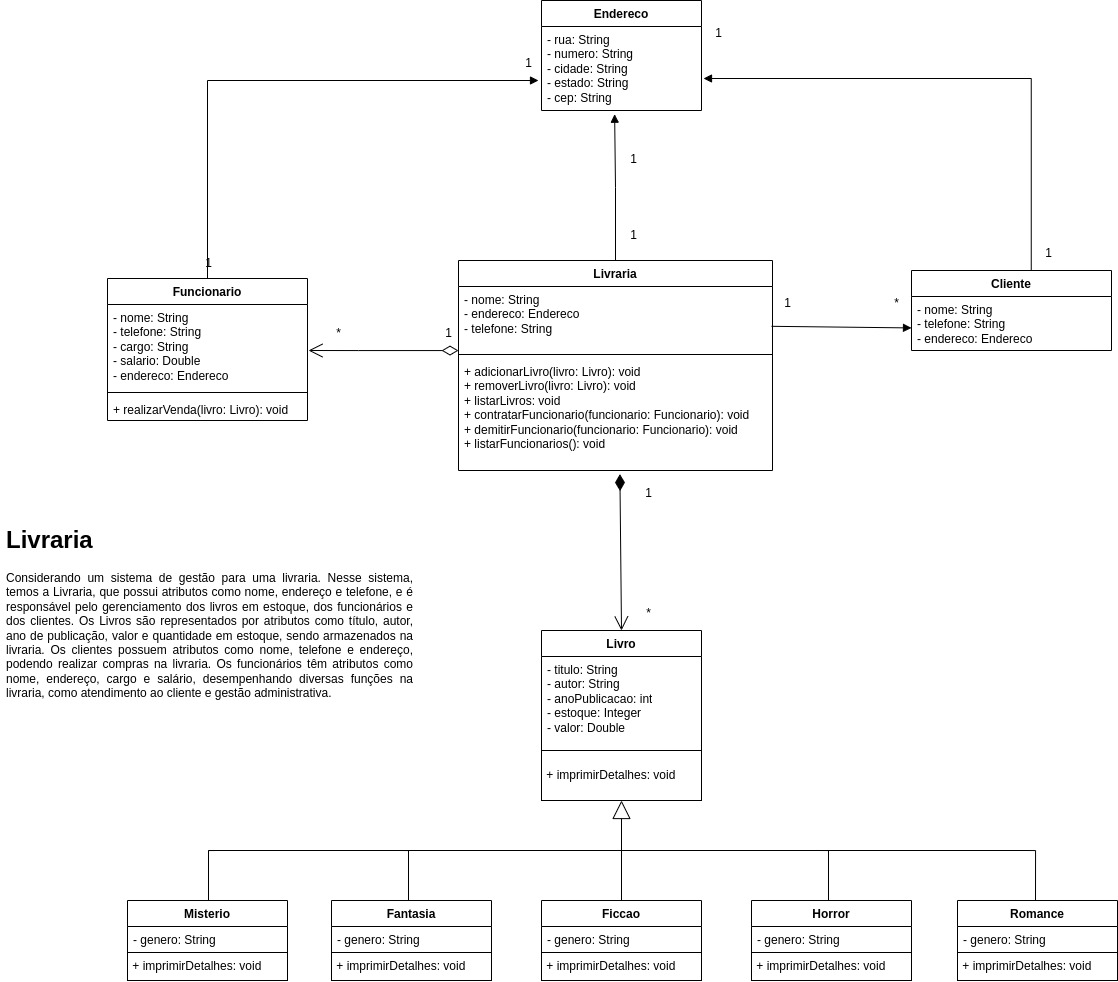 Endereco
- rua: String
- numero: String
- cidade: String
- estado: String
- cep: String
1
1
1
1
1
1
Funcionario
- nome: String
- telefone: String
- cargo: String
- salario: Double
- endereco: Endereco
+ realizarVenda(livro: Livro): void
*
1
Livraria
- nome: String
- endereco: Endereco
- telefone: String
+ adicionarLivro(livro: Livro): void
+ removerLivro(livro: Livro): void
+ listarLivros: void
+ contratarFuncionario(funcionario: Funcionario): void
+ demitirFuncionario(funcionario: Funcionario): void
+ listarFuncionarios(): void
1
*
Cliente
- nome: String
- telefone: String
- endereco: Endereco
1
*
Livraria
Considerando um sistema de gestão para uma livraria. Nesse sistema,
temos a Livraria, que possui atributos como nome, endereço e telefone, e é
responsável pelo gerenciamento dos livros em estoque, dos funcionários e
dos clientes. Os Livros são representados por atributos como título, autor,
ano de publicação, valor e quantidade em estoque, sendo armazenados na
livraria. Os clientes possuem atributos como nome, telefone e endereço,
podendo realizar compras na livraria. Os funcionários têm atributos como
nome, endereço, cargo e salário, desempenhando diversas funções na
livraria, como atendimento ao cliente e gestão administrativa.
Livro
- titulo: String
- autor: String
- anoPublicacao: int
- estoque: Integer
- valor: Double
+ imprimirDetalhes: void
Misterio
- genero: String
+ imprimirDetalhes: void
Fantasia
- genero: String
+ imprimirDetalhes: void
Ficcao
- genero: String
+ imprimirDetalhes: void
Horror
- genero: String
+ imprimirDetalhes: void
Romance
- genero: String
+ imprimirDetalhes: void